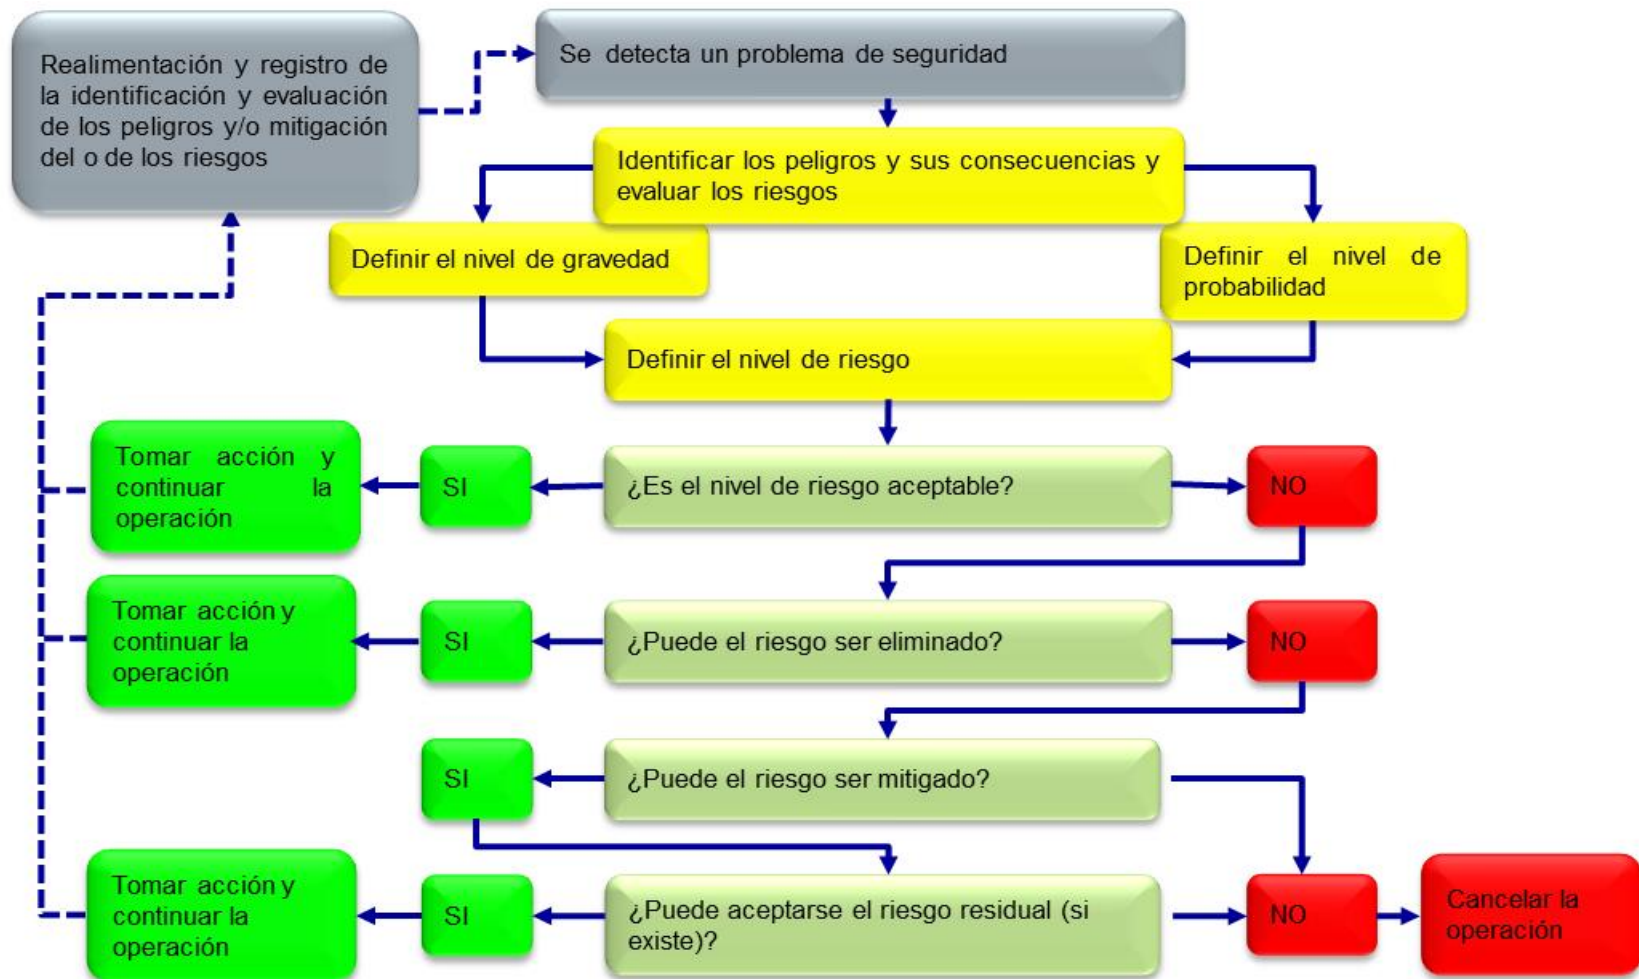 Realimentación y registro de
la identificación y evaluación
de los peligros y/o mitigación
del o de los riesgos
Se detecta un problema de seguridad
Identificar los peligros y sus consecuencias y
evaluar los riesgos
Definir el nivel de gravedad
Definir el nivel de
probabilidad
Definir el nivel de riesgo
Tomar acción y
continuar la
operación
SI
¿Es el nivel de riesgo aceptable?
NO
Tomar acción y
continuar la
operación
SI
¿Puede el riesgo ser eliminado?
NO
SI
¿Puede el riesgo ser mitigado?
Tomar acción y
continuar la
operación
SI
¿Puede aceptarse el riesgo residual (si
existe)?
NO
Cancelar la
operación